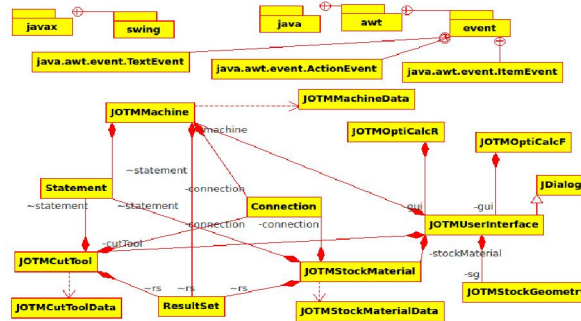 javax
swing
java
awt
event
java.awt.event.TextEvent
java.awt.event.ActionEvent
java.awt.event.ItemEvent
JOTMMachine
JOTMMachineData
machine
JOTMOptiCalcR
JOTMOptiCalcF
~statement
-connection
Statement
Connection
JDialog
~statement
~statement
-connection
-connection
gui
-gui
JOTMUserInterface
-cutTool
-stockMaterial
JOTMCutTool
JOTMStockMaterial
~rs
~rs
~rs
-sg
JOTMStockGeometr
JOTMCutToolData
ResultSet
JOTMStockMaterialData